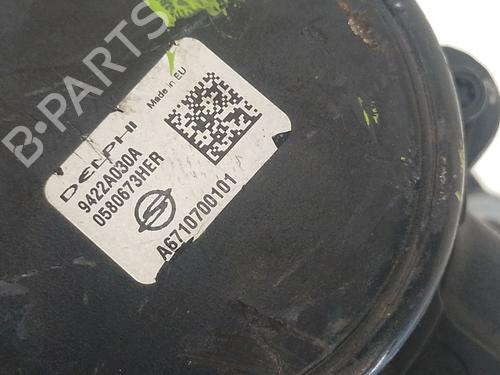 B-PARTS
DELPHI
Made in EU
9422A030A
0580673HER
A6710700101